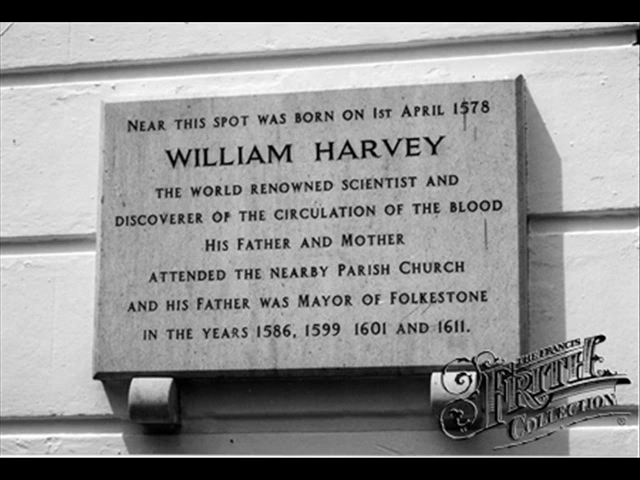 Near this spot was born on 1st April 1578
WILLIAM HARVEY
the world renowned scientist and
discoverer of the circulation of the blood
His Father and Mother
attended the nearby Parish Church
and his Father was Mayor of Folkestone
in the years 1586, 1599 1601 and 1611.
THE FRANCIS
FRITH
COLLECTION